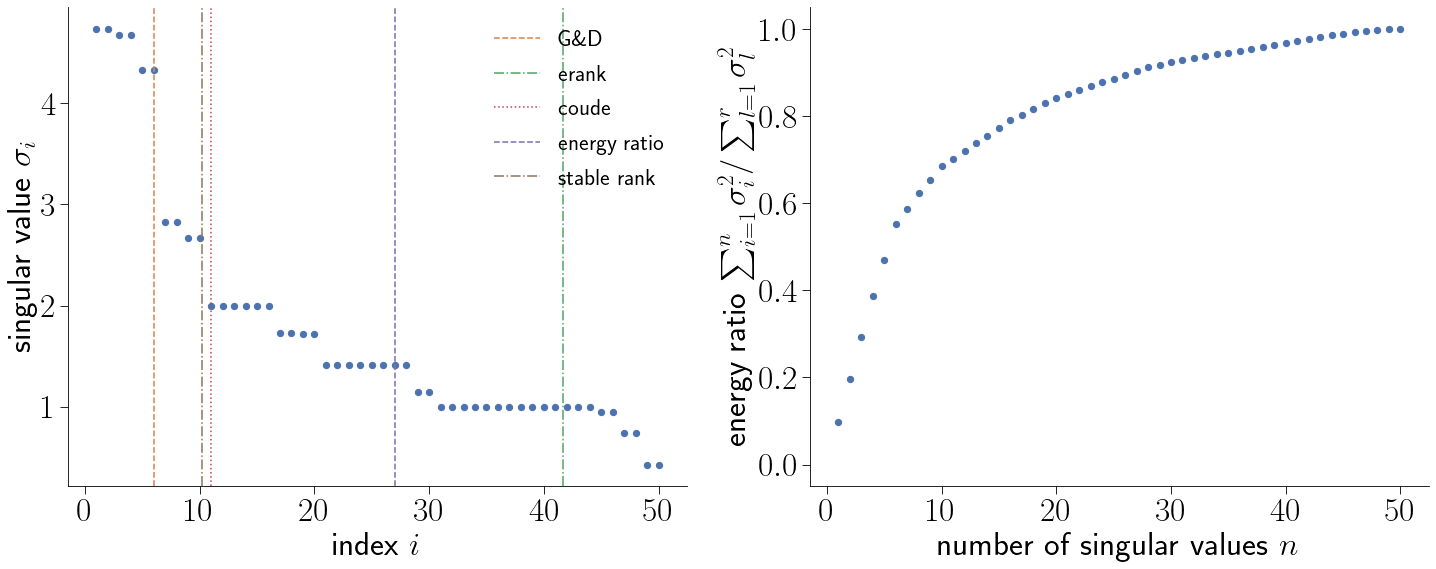 singular value σ_i
4
3
2
1
G&D
erank
coude
energy ratio
stable rank
0 10 20 30 40 50
index i
energy ratio ∑_{i=1}^{n} σ_i^2 / ∑_{l=1}^{r} σ_l^2
1.0
0.8
0.6
0.4
0.2
0.0
0 10 20 30 40 50
number of singular values n